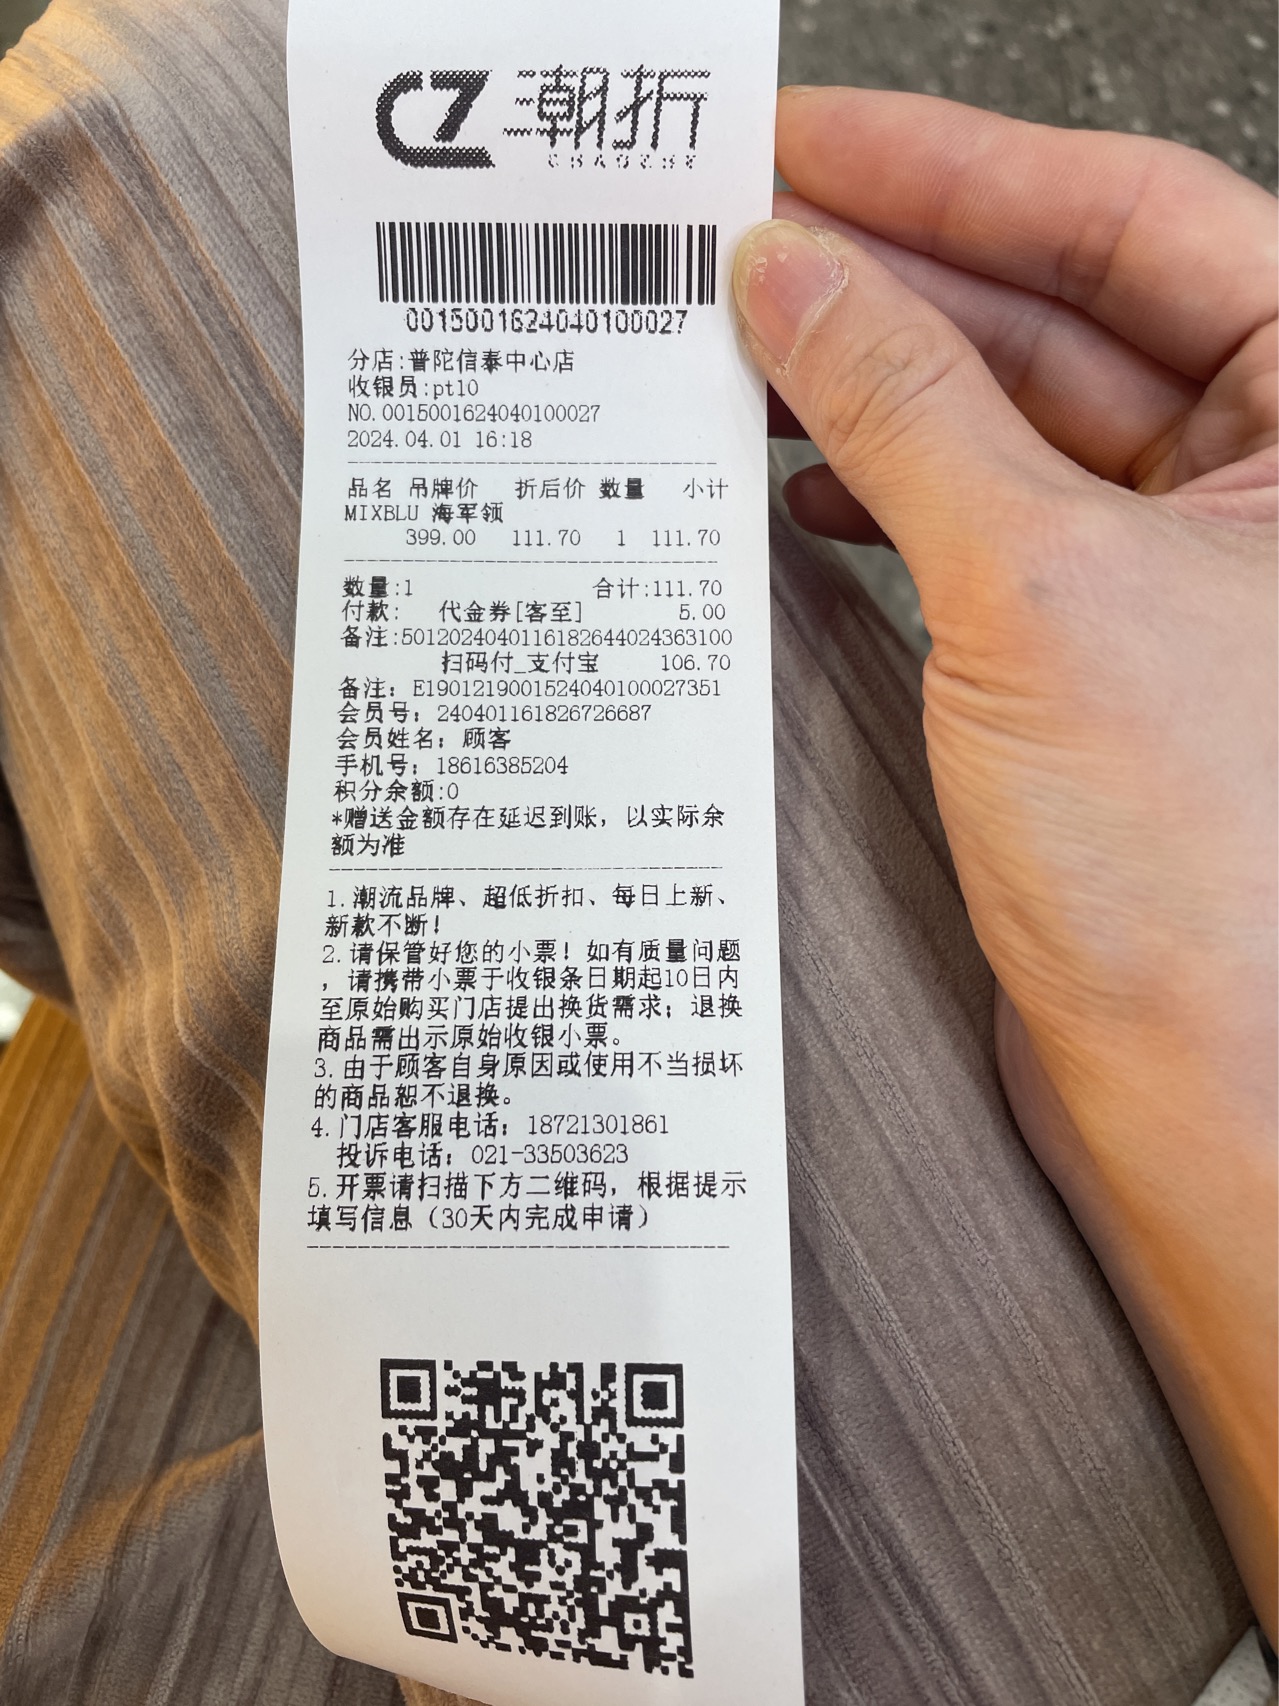 CZ 潮折
CHAOZHE
0015001624040100027
分店:普陀信泰中心店
收银员:pt10
NO.0015001624040100027
2024.04.01 16:18
品名 吊牌价 折后价 数量 小计
MIXBLU 海军领
399.00 111.70 1 111.70
数量:1 合计:111.70
付款: 代金券[客至] 5.00
备注:5012024040116182644024363100
扫码付_支付宝 106.70
备注: E1901219001524040100027351
会员号: 240401161826726687
会员姓名: 顾客
手机号: 18616385204
积分余额:0
*赠送金额存在延迟到账，以实际余
额为准
1.潮流品牌、超低折扣、每日上新、
新款不断!
2.请保管好您的小票! 如有质量问题
，请携带小票于收银条日期起10日内
至原始购买门店提出换货需求; 退换
商品需出示原始收银小票。
3.由于顾客自身原因或使用不当损坏
的商品恕不退换。
4.门店客服电话: 18721301861
投诉电话: 021-33503623
5.开票请扫描下方二维码，根据提示
填写信息（30天内完成申请）